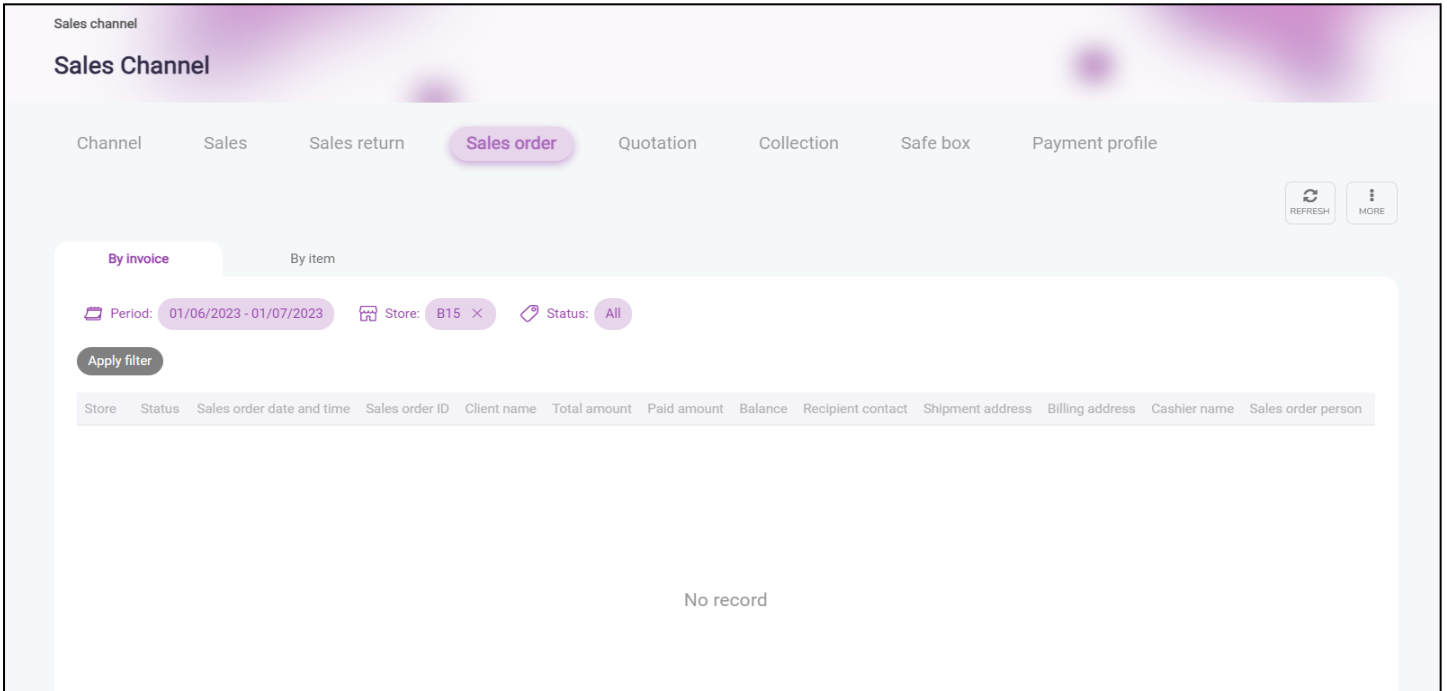 Sales channel
Sales Channel
Channel Sales Sales return Sales order Quotation Collection Safe box Payment profile
REFRESH MORE
By invoice By item
Period: 01/06/2023 - 01/07/2023 Store: B15 × Status: All
Apply filter
Store Status Sales order date and time Sales order ID Client name Total amount Paid amount Balance Recipient contact Shipment address Billing address Cashier name Sales order person
No record